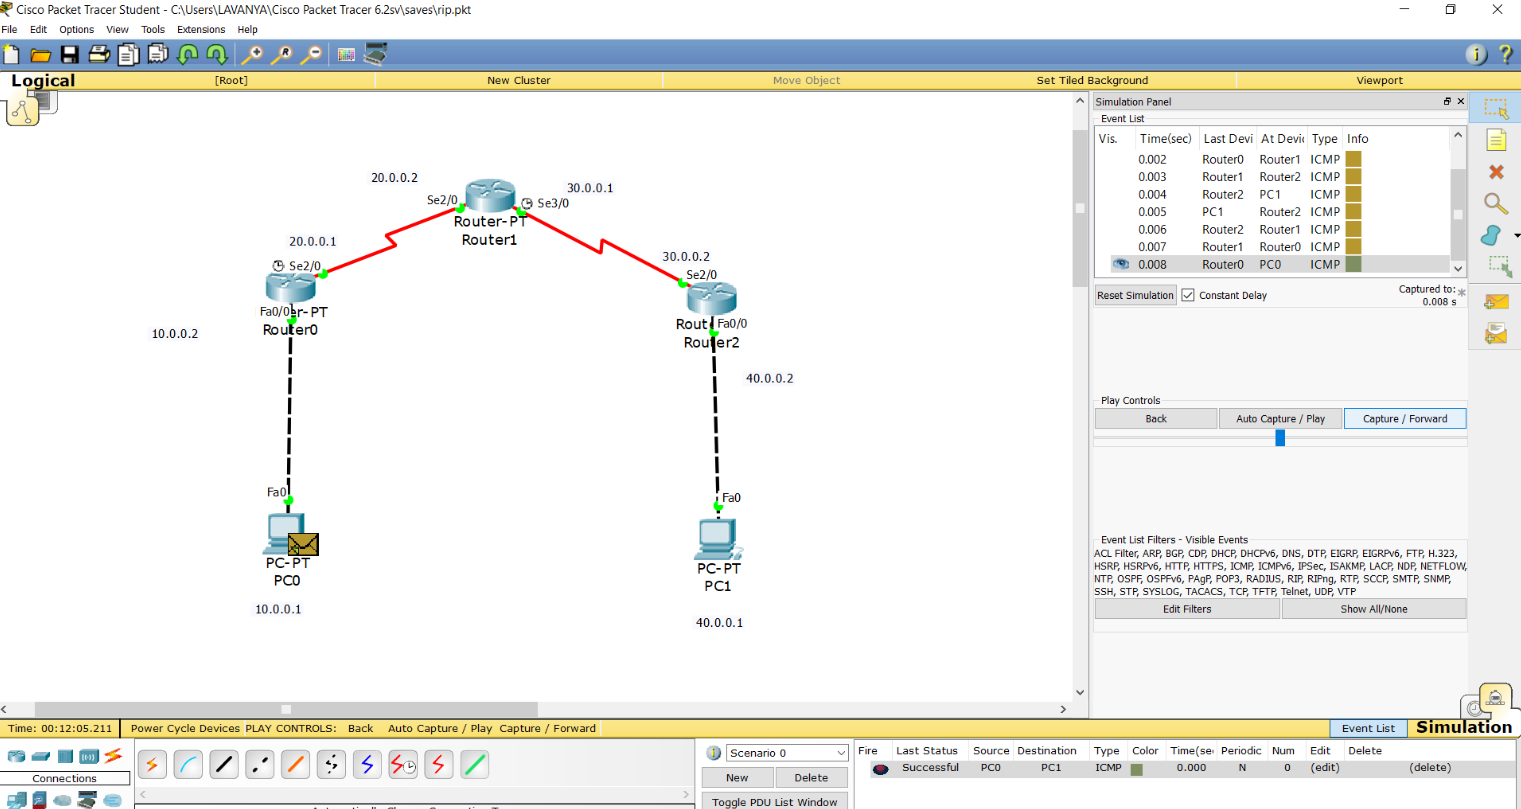 Cisco Packet Tracer Student - C:\Users\LAVANYA\Cisco Packet Tracer 6.2sv\saves\rip.pkt
File Edit Options View Tools Extensions Help
Logical [Root] New Cluster Move Object Set Tiled Background Viewport
20.0.0.2
30.0.0.1
Se2/0
Se3/0
Router-PT
Router1
20.0.0.1
Se2/0
30.0.0.2
Se2/0
Fa0/0 er-PT
Router0
10.0.0.2
Rout Fa0/0
Router2
40.0.0.2
Fa0
PC-PT
PC0
10.0.0.1
Fa0
PC-PT
PC1
40.0.0.1
Simulation Panel
Event List
Vis. Time(sec) Last Devi At Devic Type Info
0.002 Router0 Router1 ICMP
0.003 Router1 Router2 ICMP
0.004 Router2 PC1 ICMP
0.005 PC1 Router2 ICMP
0.006 Router2 Router1 ICMP
0.007 Router1 Router0 ICMP
0.008 Router0 PC0 ICMP
Reset Simulation Constant Delay Captured to: *
0.008 s
Play Controls
Back Auto Capture / Play Capture / Forward
Event List Filters - Visible Events
ACL Filter, ARP, BGP, CDP, DHCP, DHCPv6, DNS, DTP, EIGRP, EIGRPv6, FTP, H.323,
HSRP, HSRPv6, HTTP, HTTPS, ICMP, ICMPv6, IPSec, ISAKMP, LACP, NDP, NETFLOW,
NTP, OSPF, OSPFv6, PAgP, POP3, RADIUS, RIP, RIPng, RTP, SCCP, SMTP, SNMP,
SSH, STP, SYSLOG, TACACS, TCP, TFTP, Telnet, UDP, VTP
Edit Filters Show All/None
Time: 00:12:05.211 Power Cycle Devices PLAY CONTROLS: Back Auto Capture / Play Capture / Forward Event List Simulation
Connections
Scenario 0
New Delete
Toggle PDU List Window
Fire Last Status Source Destination Type Color Time(sec Periodic Num Edit Delete
Successful PC0 PC1 ICMP 0.000 N 0 (edit) (delete)